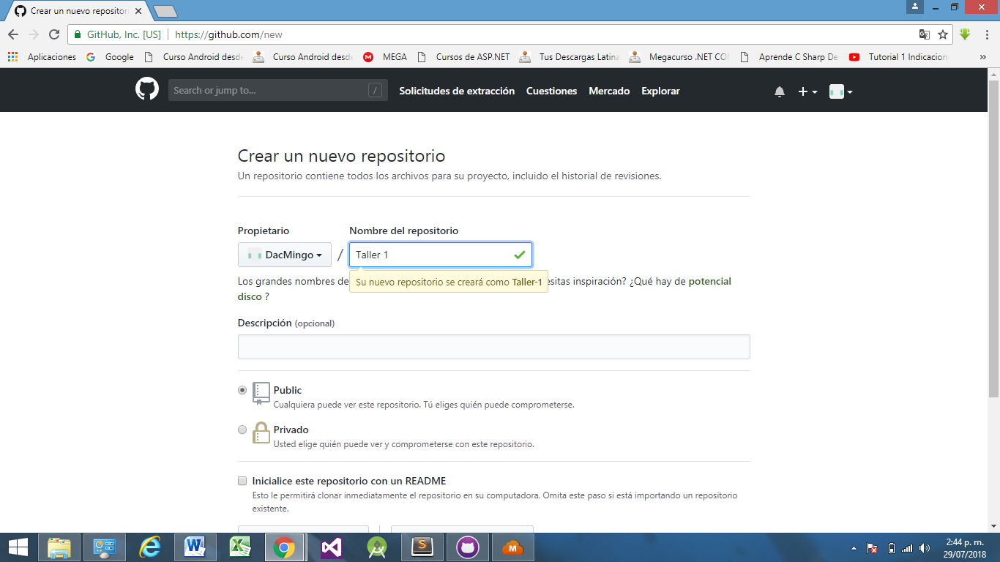 Crear un nuevo repositori
GitHub, Inc. [US] https://github.com/new
Aplicaciones Google Curso Android desd Curso Android desd MEGA Cursos de ASP.NET Tus Descargas Latina Megacurso .NET CO Aprende C Sharp De Tutorial 1 Indicacion »
Search or jump to... / Solicitudes de extracción Cuestiones Mercado Explorar
Crear un nuevo repositorio
Un repositorio contiene todos los archivos para su proyecto, incluido el historial de revisiones.
Propietario Nombre del repositorio
DacMingo / Taller 1
Su nuevo repositorio se creará como Taller-1
Los grandes nombres de esitas inspiración? ¿Qué hay de potencial
disco ?
Descripción (opcional)
Public
Cualquiera puede ver este repositorio. Tú eliges quién puede comprometerse.
Privado
Usted elige quién puede ver y comprometerse con este repositorio.
Inicialice este repositorio con un README
Esto le permitirá clonar inmediatamente el repositorio en su computadora. Omita este paso si está importando un repositorio
existente.
2:44 p. m.
29/07/2018